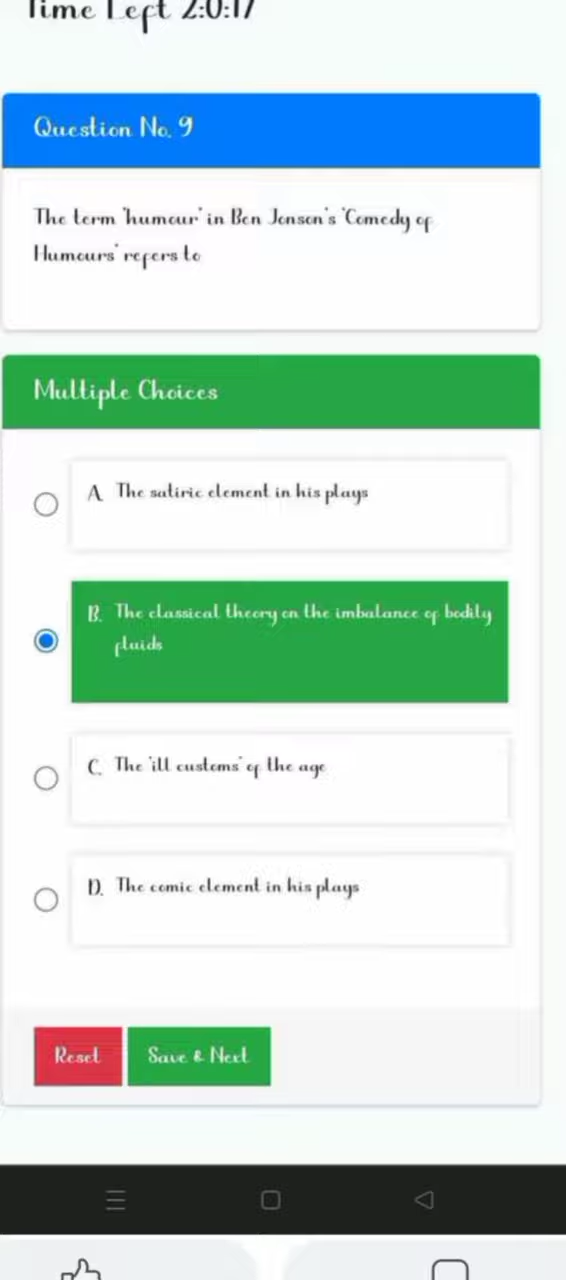 Time Left 2:0:17
Question No. 9
The term 'humour' in Ben Jonson's 'Comedy of
Humours' refers to
Multiple Choices
A. The satiric element in his plays
B. The classical theory on the imbalance of bodily
fluids
C. The 'ill customs' of the age
D. The comic element in his plays
Reset
Save & Next